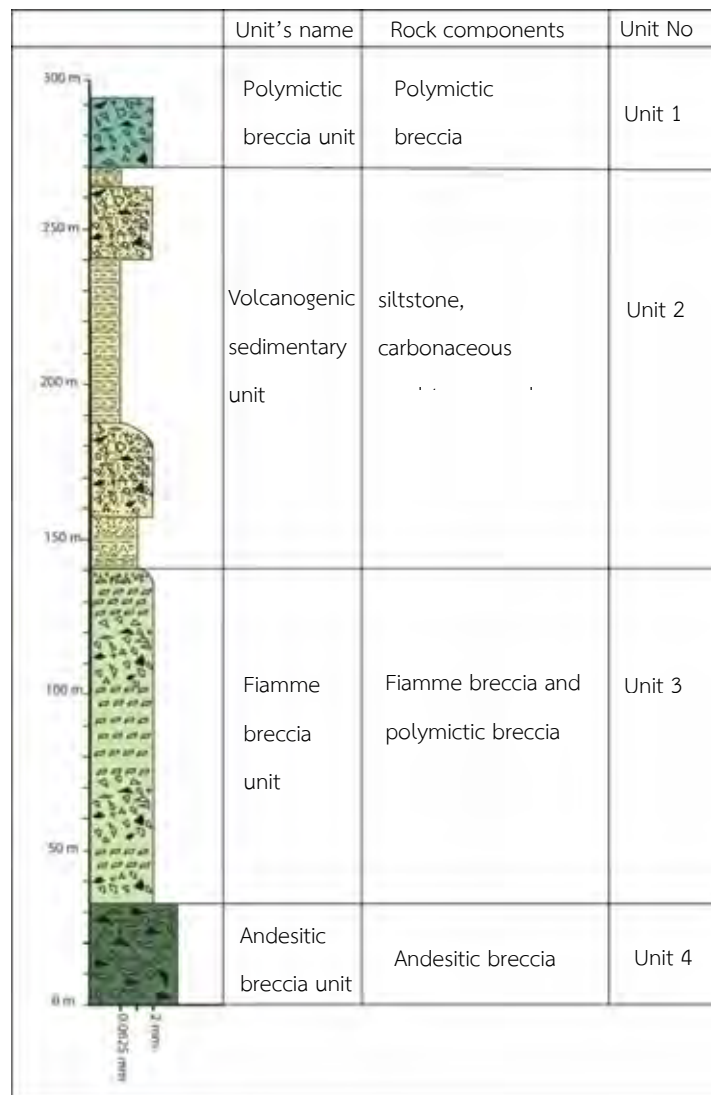 Unit's name Rock components Unit No
300 m
Polymictic
breccia unit
Polymictic
breccia
Unit 1
250 m
Volcanogenic
sedimentary
unit
siltstone,
carbonaceous
Unit 2
200 m
150 m
100 m
Fiamme
breccia
unit
Fiamme breccia and
polymictic breccia
Unit 3
50 m
Andesitic
breccia unit
Andesitic breccia
Unit 4
0 m
0.0625 mm
2 mm